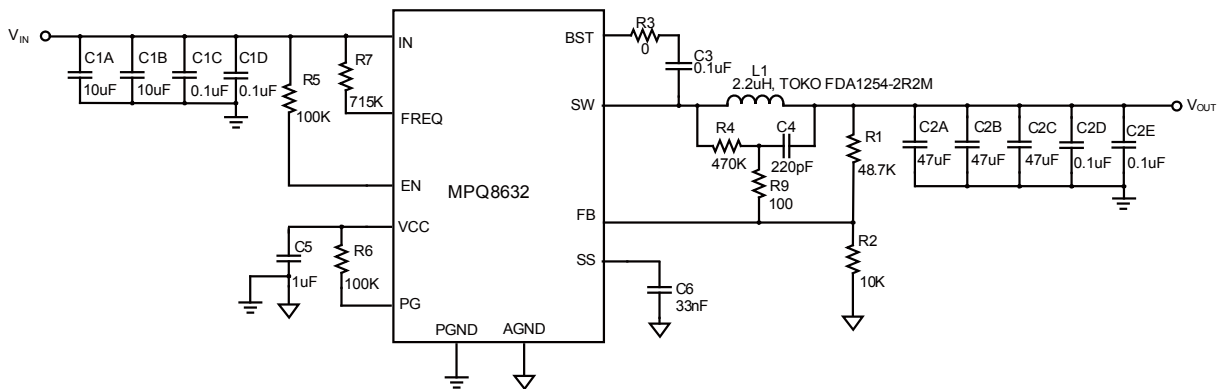 VIN
C1A
10uF
C1B
10uF
C1C
0.1uF
C1D
0.1uF
R5
100K
R7
715K
IN
FREQ
EN
VCC
PG
PGND
AGND
MPQ8632
BST
SW
FB
SS
C5
1uF
R6
100K
R3
0
C3
0.1uF
L1
2.2uH, TOKO FDA1254-2R2M
R4
470K
C4
220pF
R9
100
R1
48.7K
R2
10K
C6
33nF
C2A
47uF
C2B
47uF
C2C
47uF
C2D
0.1uF
C2E
0.1uF
VOUT